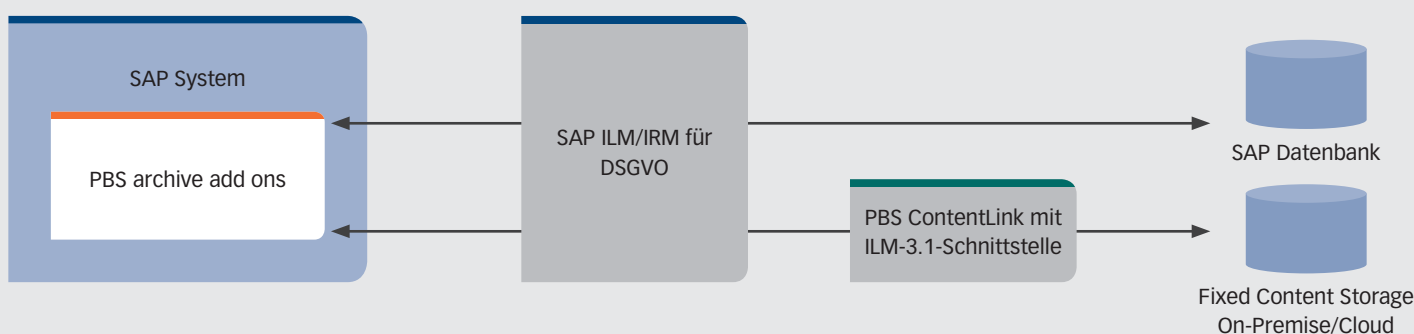 SAP System
PBS archive add ons
SAP ILM/IRM für
DSGVO
PBS ContentLink mit
ILM-3.1-Schnittstelle
SAP Datenbank
Fixed Content Storage
On-Premise/Cloud